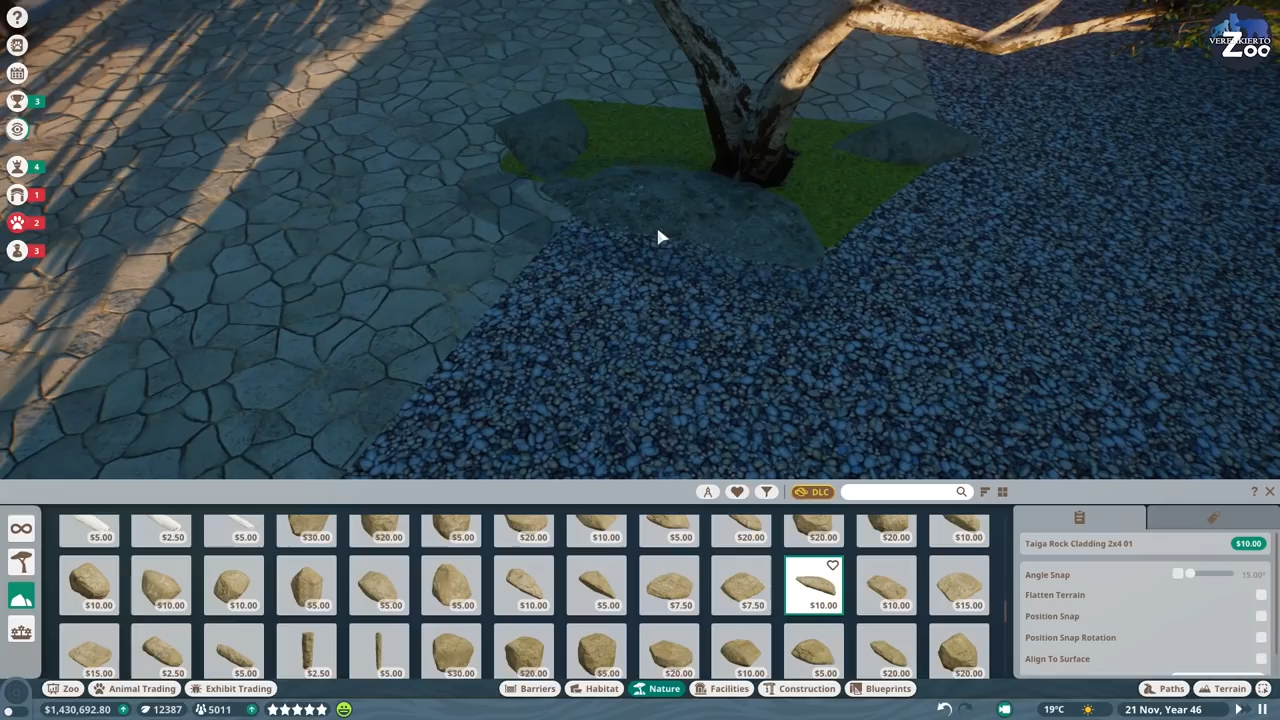 ?
3
4
1
2
3
Zoo
DLC
? X
$5.00 $2.50 $5.00 $30.00 $20.00 $5.00 $20.00 $10.00 $5.00 $20.00 $20.00 $20.00 $10.00
$10.00 $10.00 $10.00 $5.00 $5.00 $5.00 $10.00 $5.00 $7.50 $7.50 $10.00 $10.00 $15.00
$15.00 $2.50 $5.00 $2.50 $5.00 $30.00 $20.00 $5.00 $20.00 $10.00 $5.00 $20.00 $20.00
Taiga Rock Cladding 2x4 01 $10.00
Angle Snap 15.00°
Flatten Terrain
Position Snap
Position Snap Rotation
Align To Surface
Zoo Animal Trading Exhibit Trading Barriers Habitat Nature Facilities Construction Blueprints Paths Terrain
$1,430,692.80 12387 5011 19°C 21 Nov, Year 46